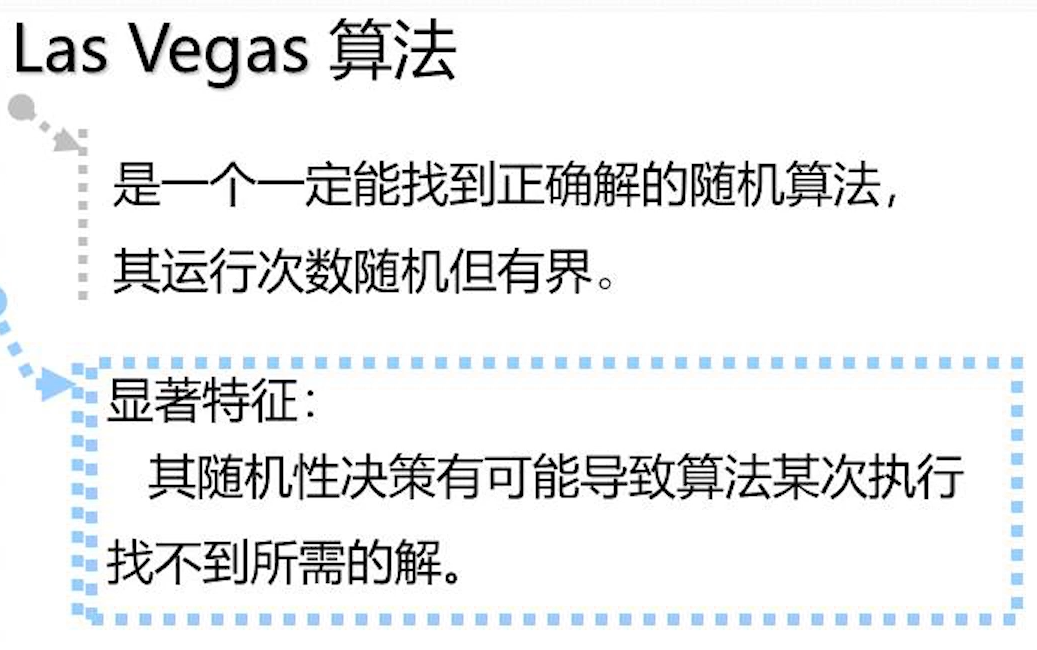 Las Vegas 算法
是一个一定能找到正确解的随机算法，
其运行次数随机但有界。
显著特征：
其随机性决策有可能导致算法某次执行
找不到所需的解。